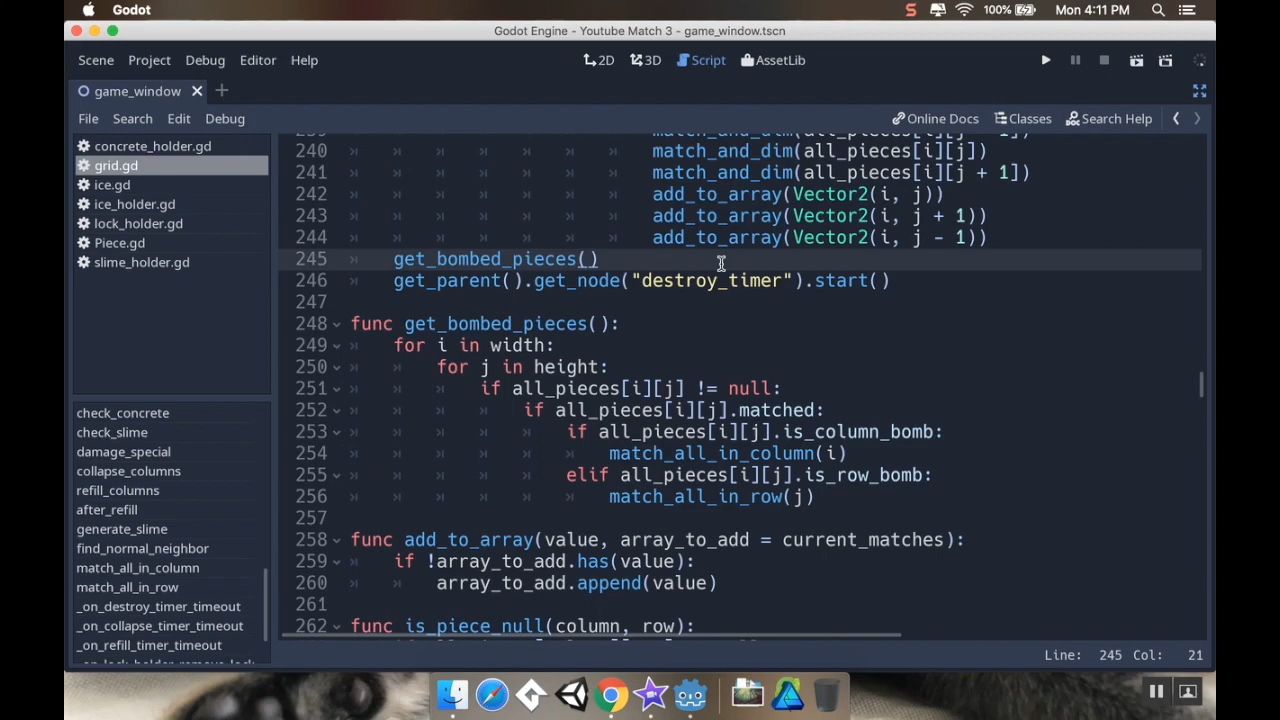 Godot
100%
Mon 4:11 PM
Godot Engine - Youtube Match 3 - game_window.tscn
Scene Project Debug Editor Help
2D 3D Script AssetLib
game_window
File Search Edit Debug
Online Docs Classes Search Help
concrete_holder.gd
grid.gd
ice.gd
ice_holder.gd
lock_holder.gd
Piece.gd
slime_holder.gd
check_concrete
check_slime
damage_special
collapse_columns
refill_columns
after_refill
generate_slime
find_normal_neighbor
match_all_in_column
match_all_in_row
_on_destroy_timer_timeout
_on_collapse_timer_timeout
_on_refill_timer_timeout
239 match_and_dim(all_pieces[i][j - 1])
240 match_and_dim(all_pieces[i][j])
241 match_and_dim(all_pieces[i][j + 1])
242 add_to_array(Vector2(i, j))
243 add_to_array(Vector2(i, j + 1))
244 add_to_array(Vector2(i, j - 1))
245 get_bombed_pieces()
246 get_parent().get_node("destroy_timer").start()
247
248 func get_bombed_pieces():
249 for i in width:
250 for j in height:
251 if all_pieces[i][j] != null:
252 if all_pieces[i][j].matched:
253 if all_pieces[i][j].is_column_bomb:
254 match_all_in_column(i)
255 elif all_pieces[i][j].is_row_bomb:
256 match_all_in_row(j)
257
258 func add_to_array(value, array_to_add = current_matches):
259 if !array_to_add.has(value):
260 array_to_add.append(value)
261
262 func is_piece_null(column, row):
Line: 245 Col: 21